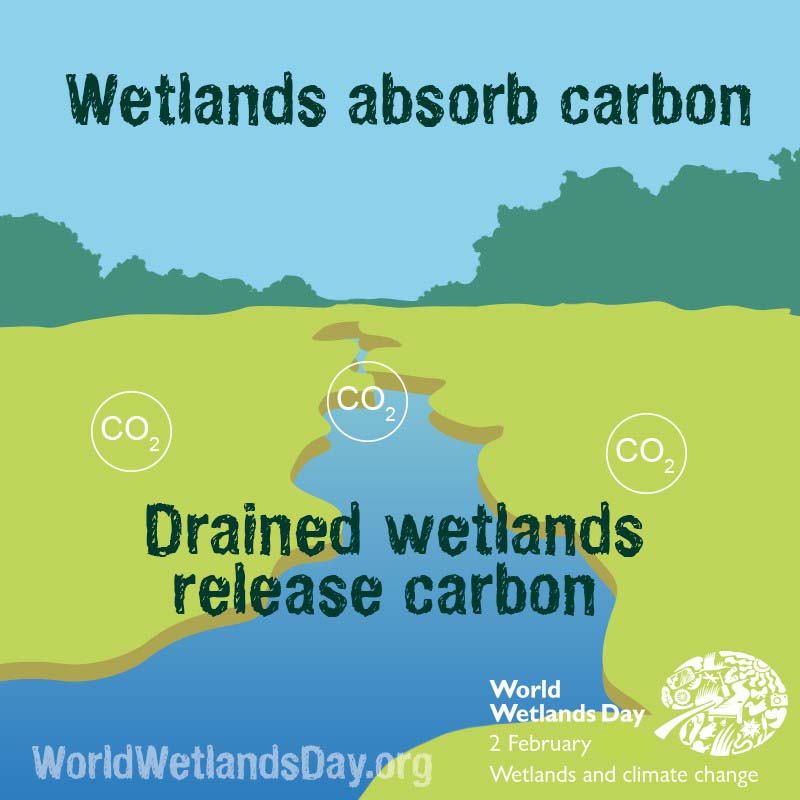 Wetlands absorb carbon
CO2
CO2
CO2
Drained wetlands
release carbon
World
Wetlands Day
2 February
Wetlands and climate change
WorldWetlandsDay.org